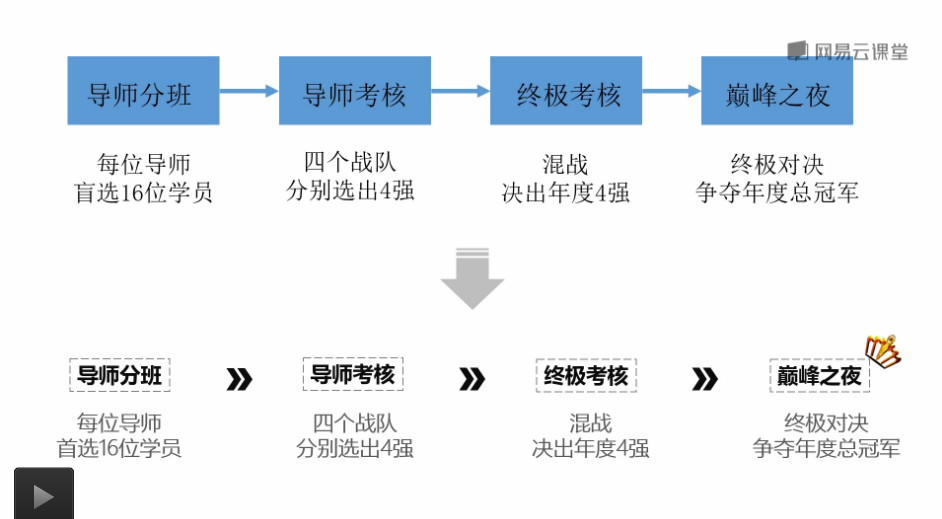 网易云课堂
导师分班
导师考核
终极考核
巅峰之夜
每位导师
盲选16位学员
四个战队
分别选出4强
混战
决出年度4强
终极对决
争夺年度总冠军
导师分班
导师考核
终极考核
巅峰之夜
每位导师
首选16位学员
四个战队
分别选出4强
混战
决出年度4强
终极对决
争夺年度总冠军